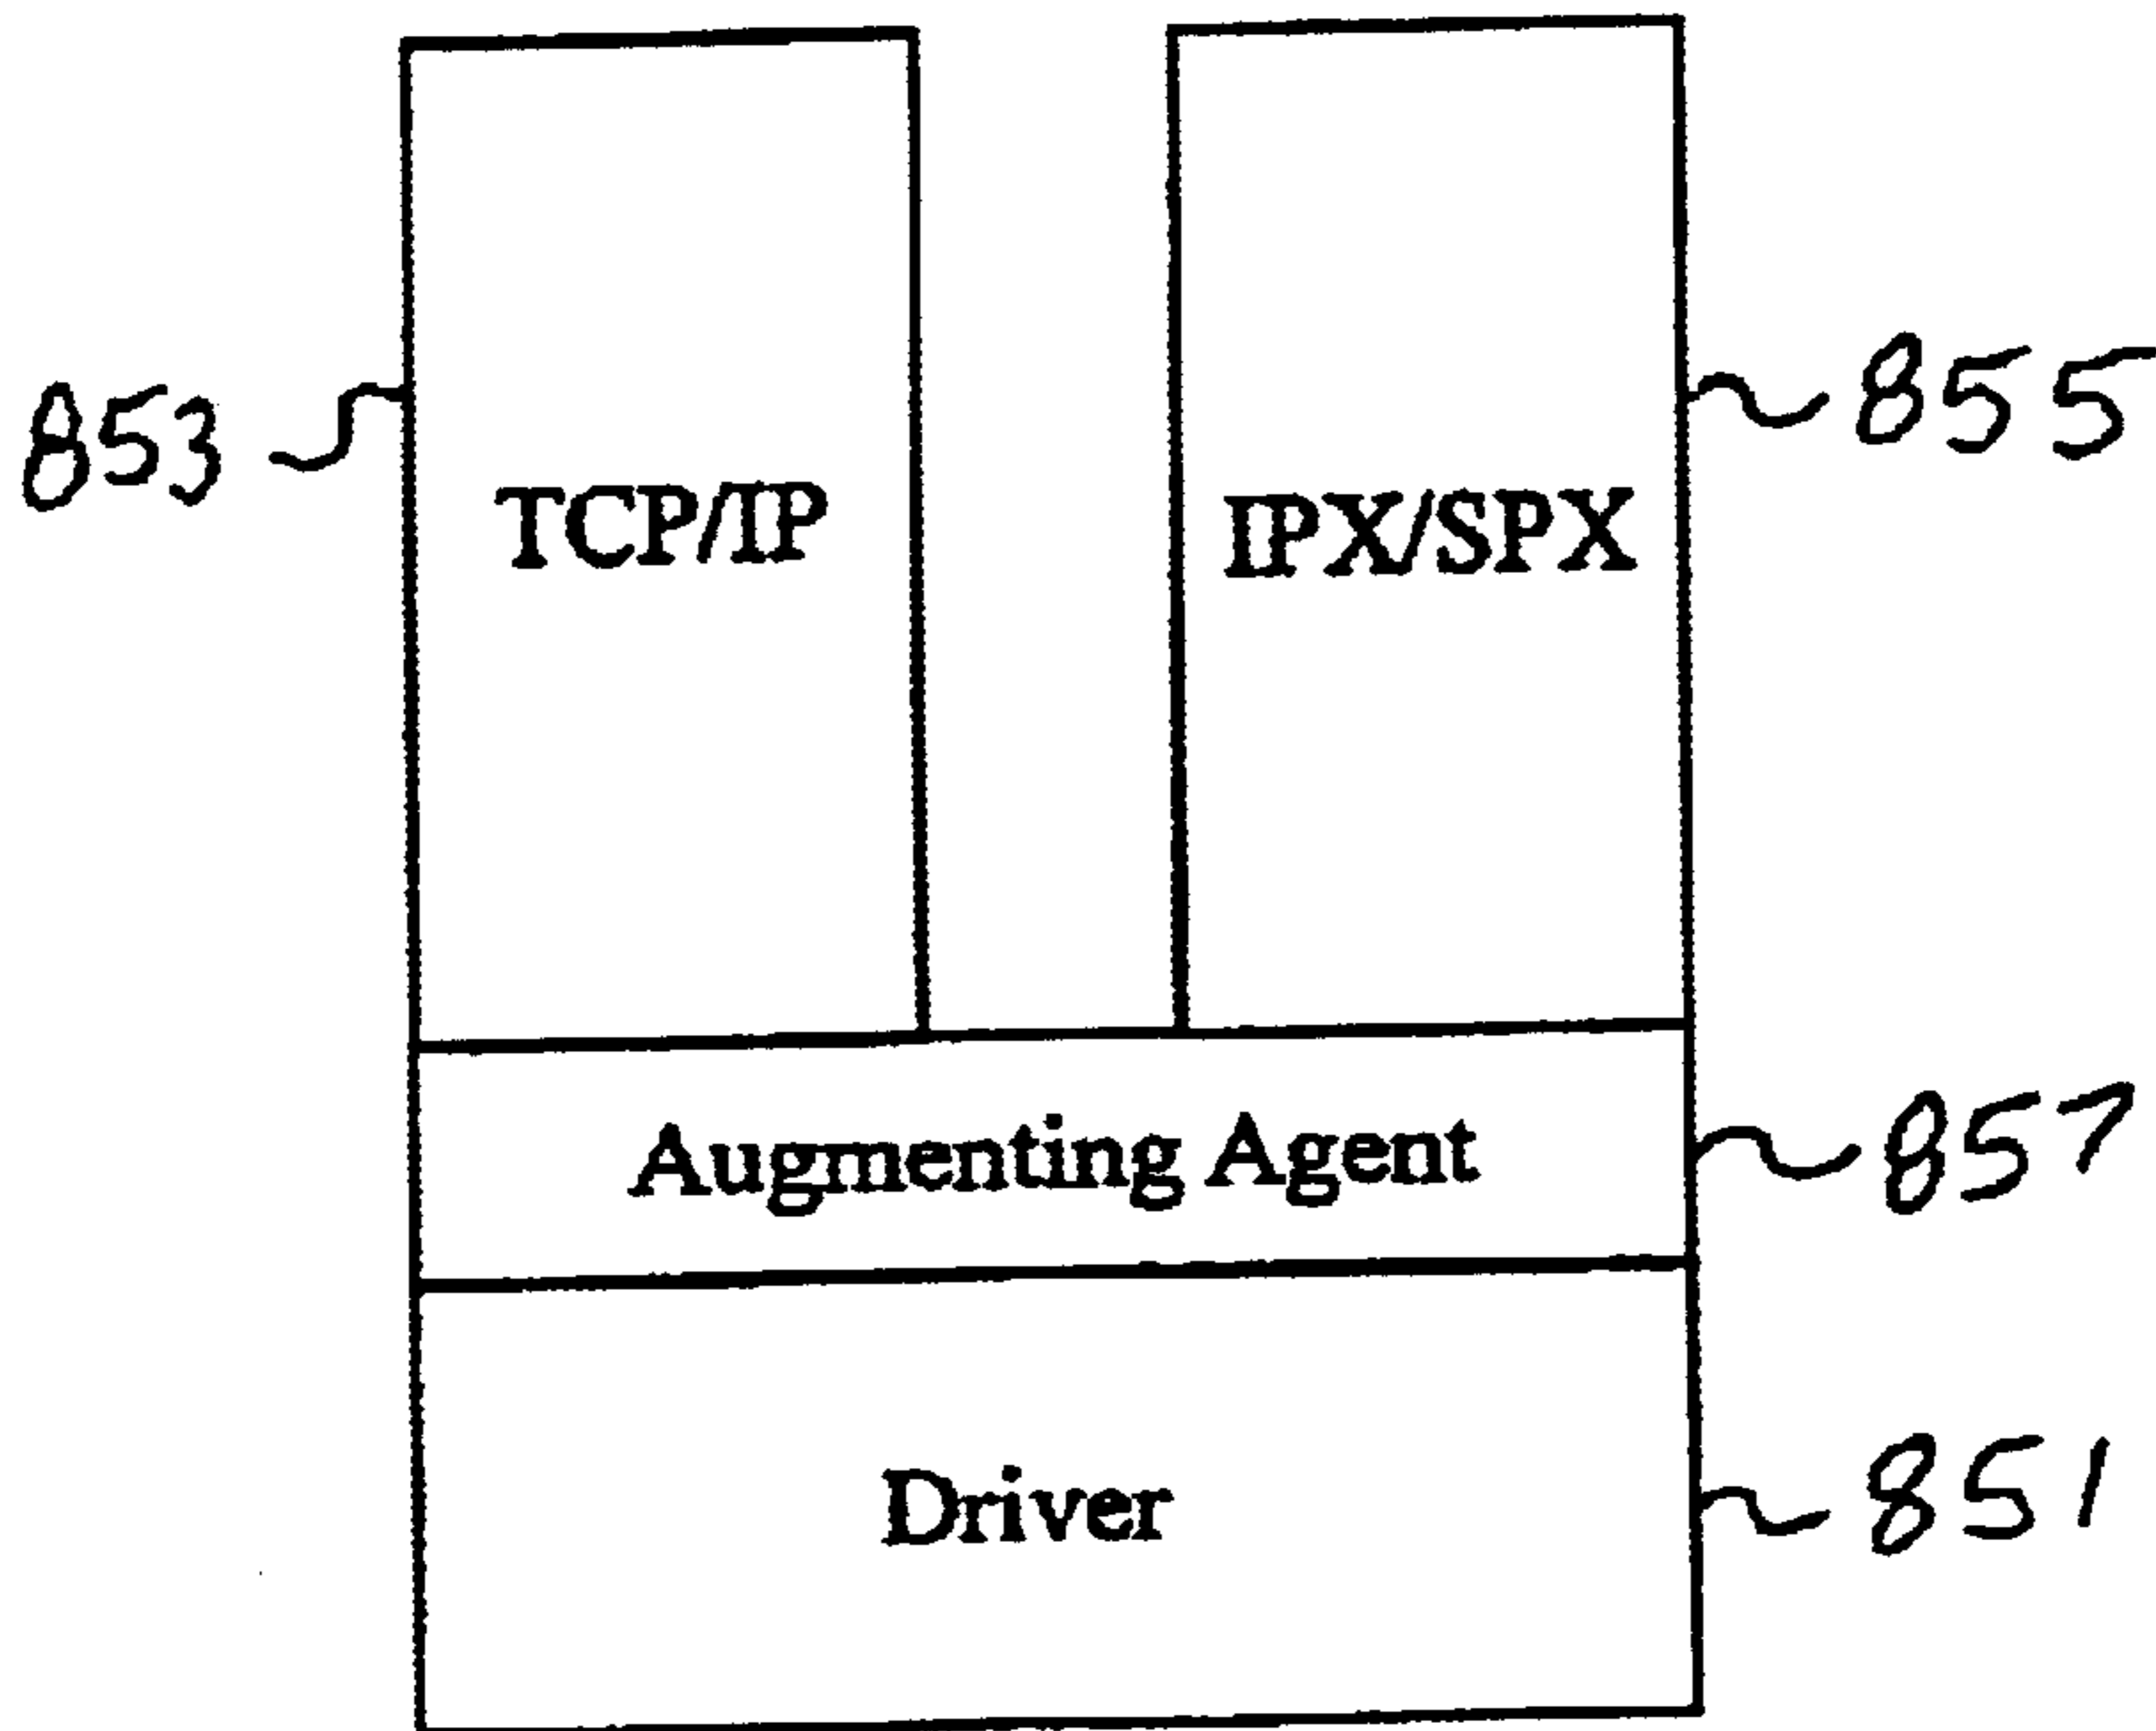 853
TCP/IP
855
IPX/SPX
Augmenting Agent
857
Driver
851